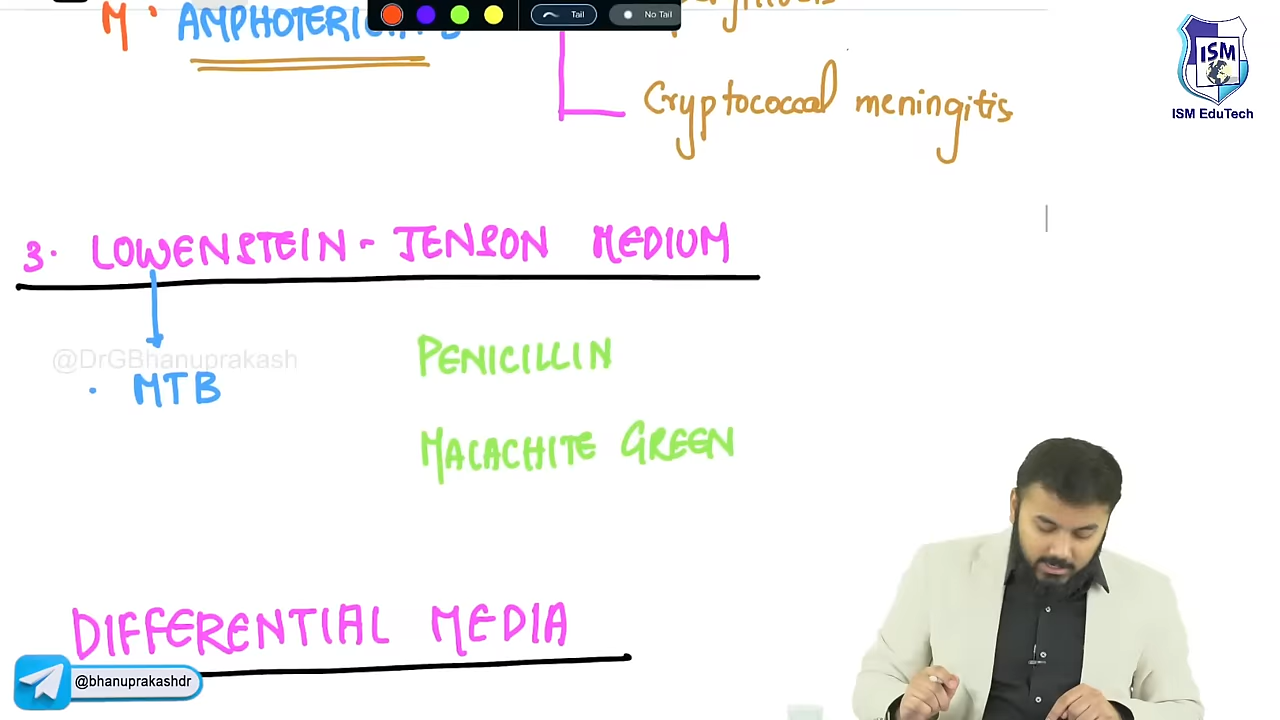 M · AMPHOTERICIN B
Tail
No Tail
ISM
ISM EduTech
Cryptococcal meningitis
3. LOWENSTEIN - JENSON MEDIUM
@DrGBhanuprakash
PENICILLIN
· MTB
MALACHITE GREEN
DIFFERENTIAL MEDIA
@bhanuprakashdr